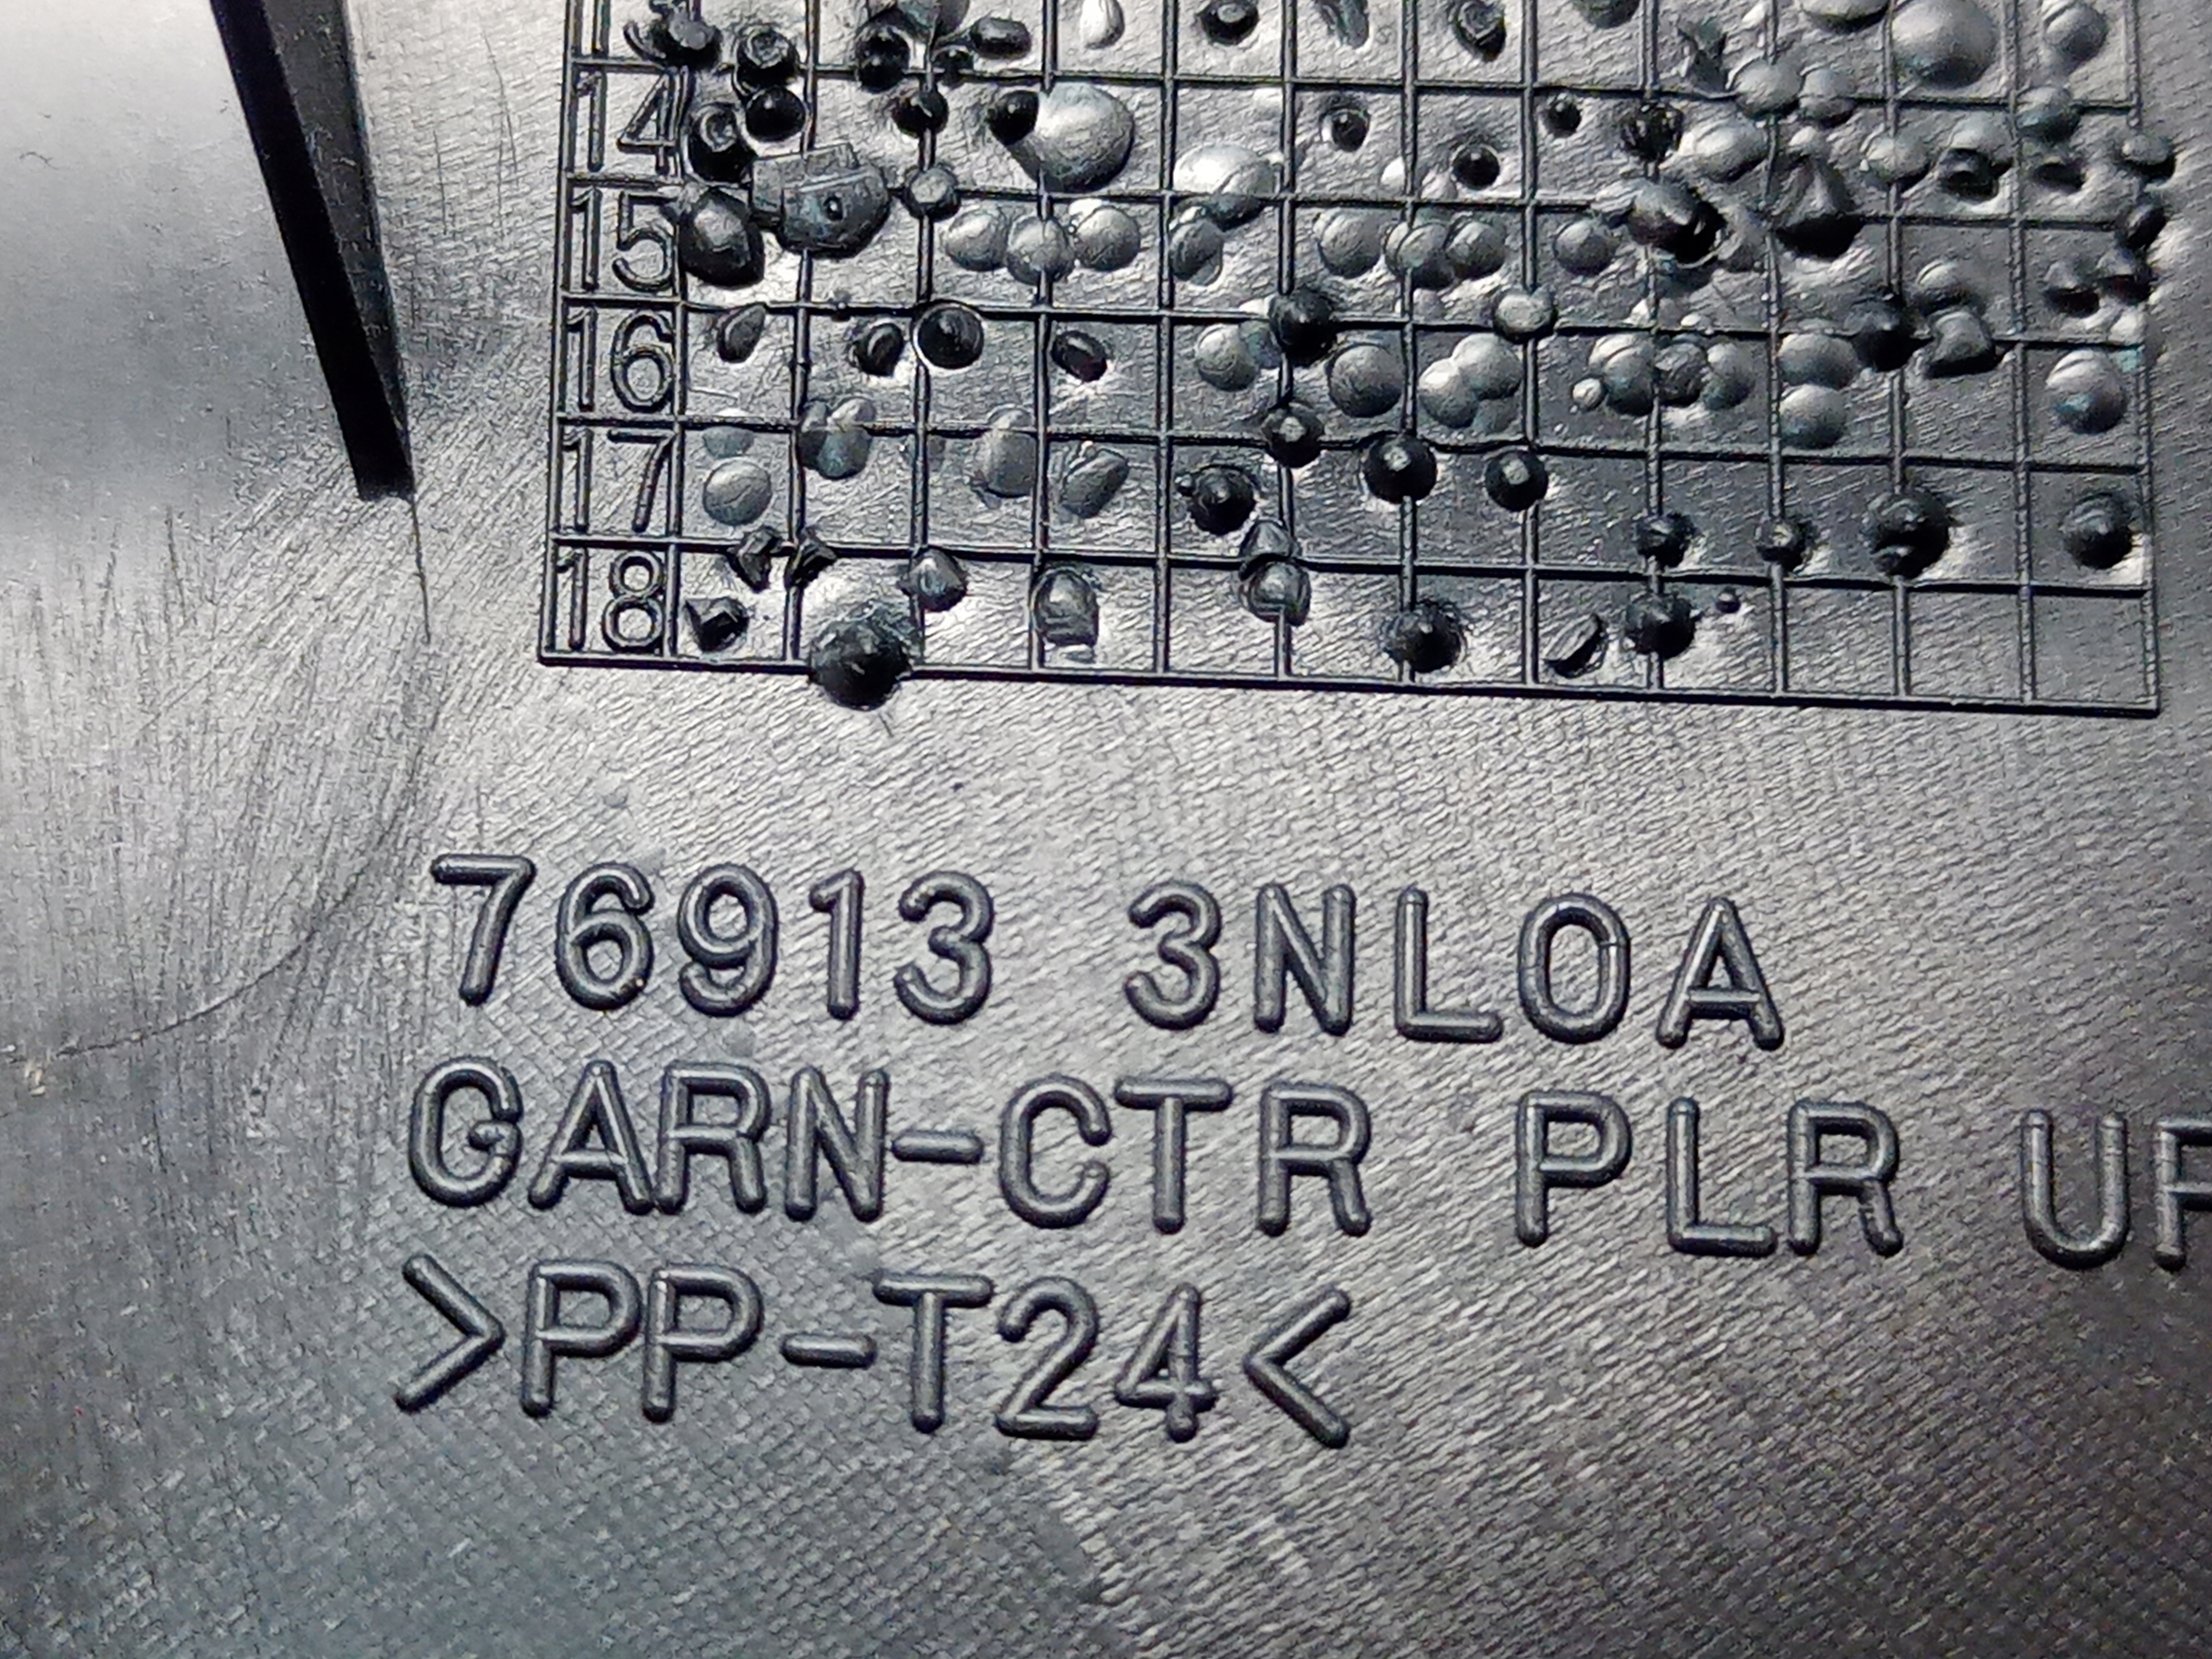 14
15
16
17
18
76913 3NL0A
GARN-CTR PLR
>PP-T24<